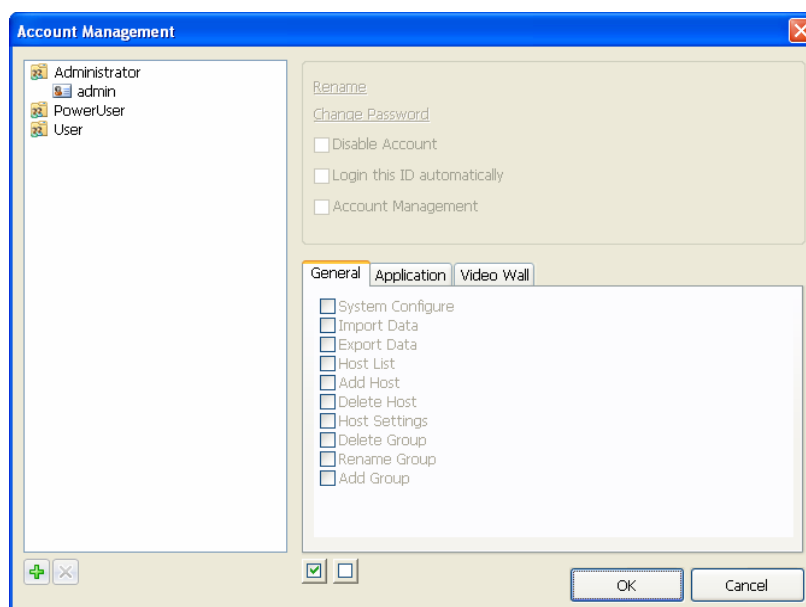 Account Management
Administrator
admin
PowerUser
User
Rename
Change Password
Disable Account
Login this ID automatically
Account Management
General Application Video Wall
System Configure
Import Data
Export Data
Host List
Add Host
Delete Host
Host Settings
Delete Group
Rename Group
Add Group
OK Cancel